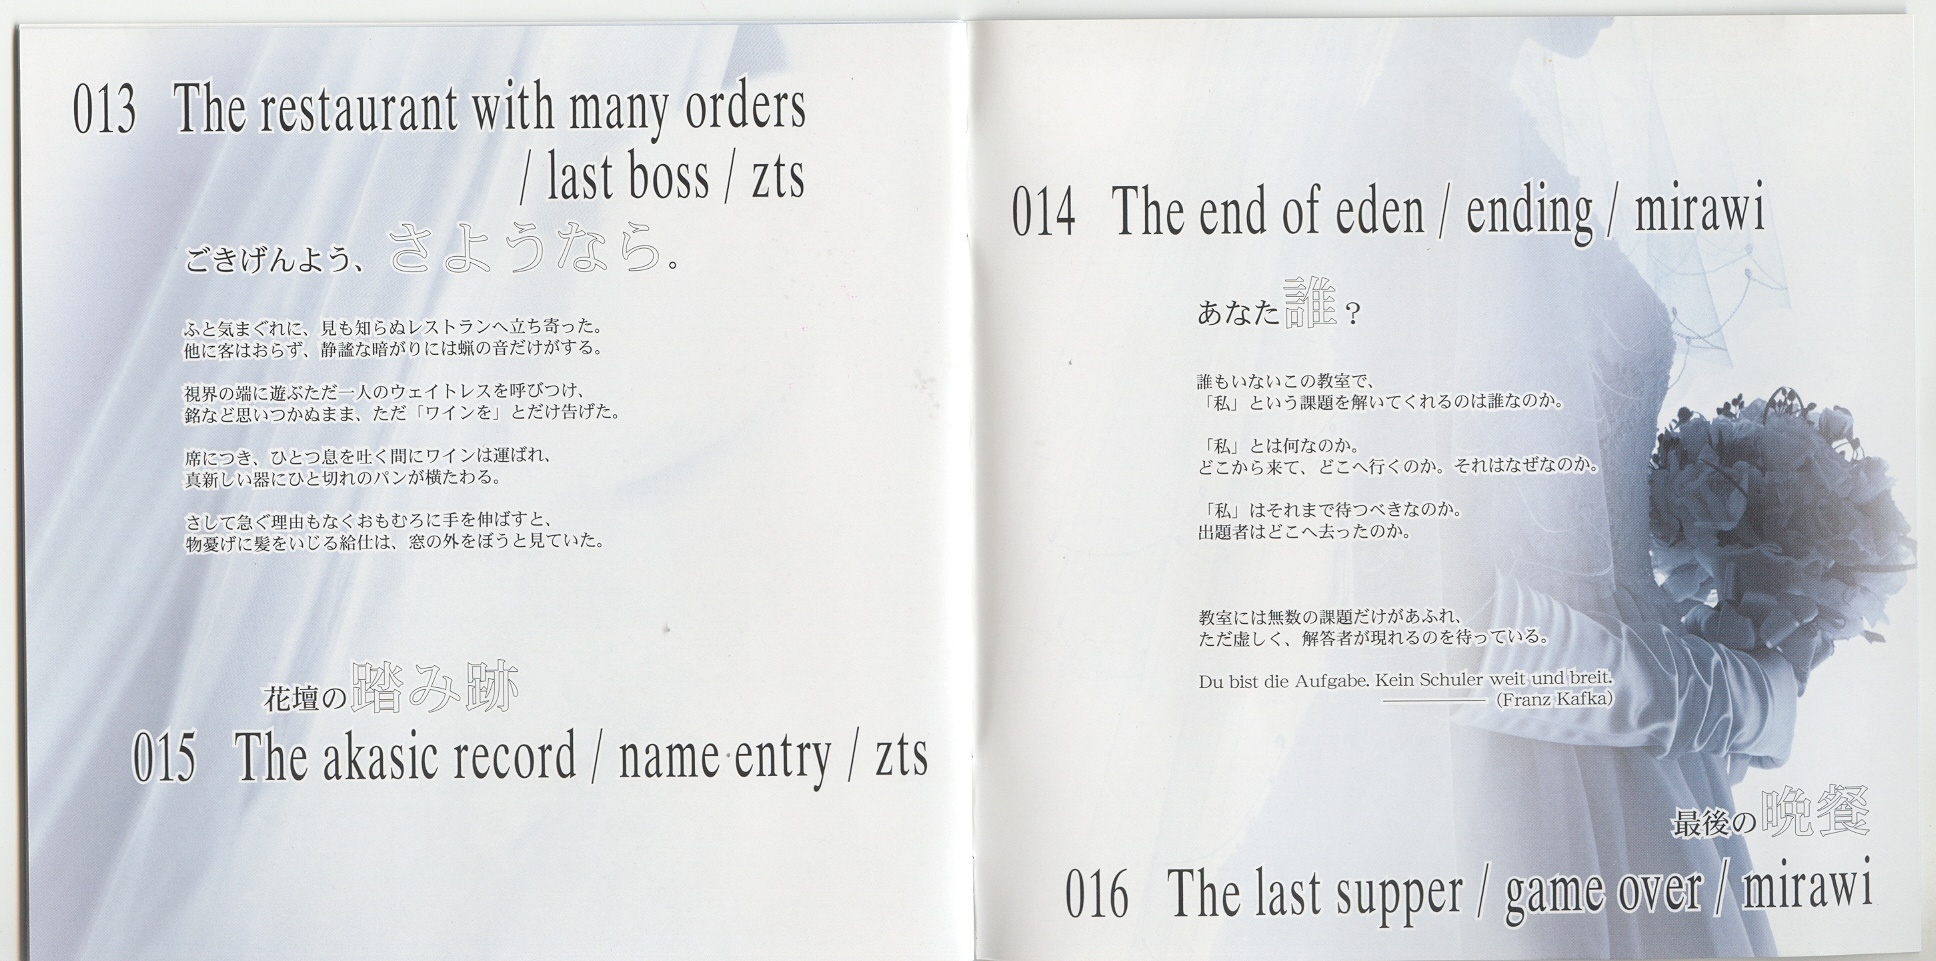 013 The restaurant with many orders
/ last boss / zts
ごきげんよう、さようなら。
ふと気まぐれに、見も知らぬレストランへ立ち寄った。
他に客はおらず、静謐な暗がりには蝋の音だけがする。
視界の端に遊ぶただ一人のウェイトレスを呼びつけ、
銘など思いつかぬまま、ただ「ワインを」とだけ告げた。
席につき、ひとつ息を吐く間にワインは運ばれ、
真新しい器にひと切れのパンが横たわる。
さして急ぐ理由もなくおもむろに手を伸ばすと、
物憂げに髪をいじる給仕は、窓の外をぼうと見ていた。
花壇の踏み跡
015 The akasic record / name entry / zts
014 The end of eden / ending / mirawi
あなた誰？
誰もいないこの教室で、
「私」という課題を解いてくれるのは誰なのか。
「私」とは何なのか。
どこから来て、どこへ行くのか。それはなぜなのか。
「私」はそれまで待つべきなのか。
出題者はどこへ去ったのか。
教室には無数の課題だけがあふれ、
ただ虚しく、解答者が現れるのを待っている。
Du bist die Aufgabe. Kein Schuler weit und breit.
(Franz Kafka)
最後の晩餐
016 The last supper / game over / mirawi